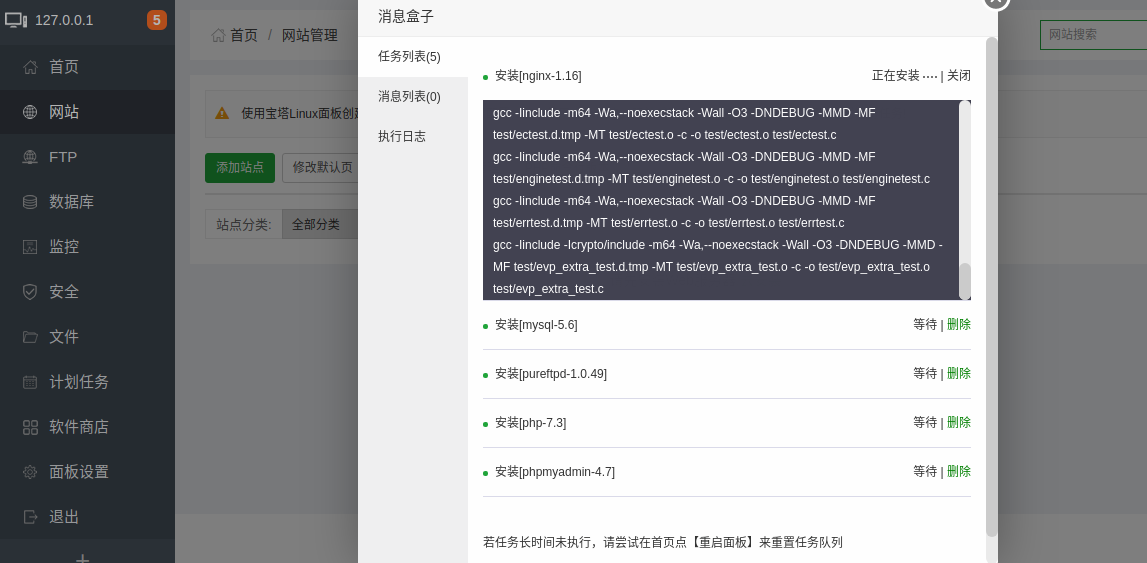 127.0.0.1
5
首页
网站
FTP
数据库
监控
安全
文件
计划任务
软件商店
面板设置
退出
首页 / 网站管理
网站搜索
使用宝塔Linux面板创建
添加站点
修改默认页
站点分类:
全部分类
消息盒子
任务列表(5)
消息列表(0)
执行日志
安装[nginx-1.16]
正在安装 ···· | 关闭
gcc -Iinclude -m64 -Wa,--noexecstack -Wall -O3 -DNDEBUG -MMD -MF
test/ectest.d.tmp -MT test/ectest.o -c -o test/ectest.o test/ectest.c
gcc -Iinclude -m64 -Wa,--noexecstack -Wall -O3 -DNDEBUG -MMD -MF
test/enginetest.d.tmp -MT test/enginetest.o -c -o test/enginetest.o test/enginetest.c
gcc -Iinclude -m64 -Wa,--noexecstack -Wall -O3 -DNDEBUG -MMD -MF
test/errtest.d.tmp -MT test/errtest.o -c -o test/errtest.o test/errtest.c
gcc -Iinclude -Icrypto/include -m64 -Wa,--noexecstack -Wall -O3 -DNDEBUG -MMD -
MF test/evp_extra_test.d.tmp -MT test/evp_extra_test.o -c -o test/evp_extra_test.o
test/evp_extra_test.c
安装[mysql-5.6]
等待 | 删除
安装[pureftpd-1.0.49]
等待 | 删除
安装[php-7.3]
等待 | 删除
安装[phpmyadmin-4.7]
等待 | 删除
若任务长时间未执行，请尝试在首页点【重启面板】来重置任务队列